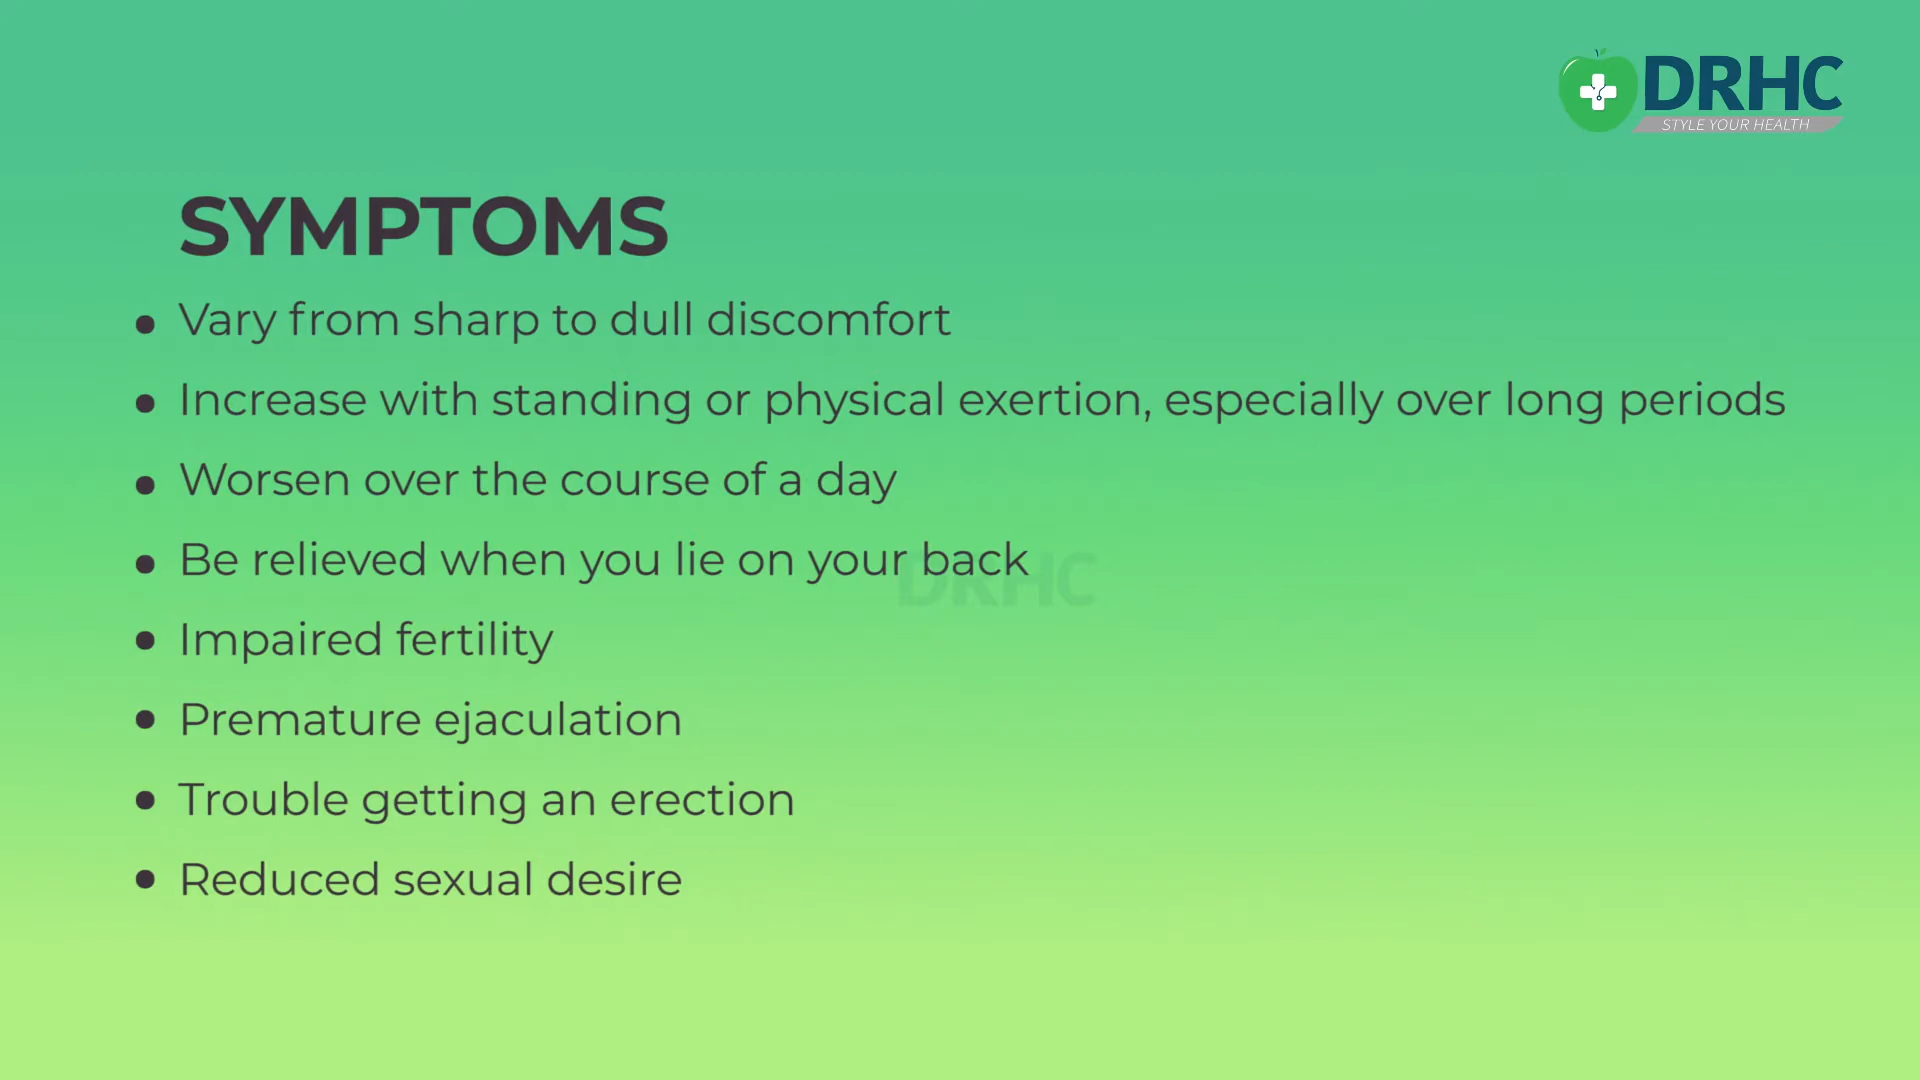 DRHC
STYLE YOUR HEALTH
SYMPTOMS
• Vary from sharp to dull discomfort
• Increase with standing or physical exertion, especially over long periods
• Worsen over the course of a day
• Be relieved when you lie on your back
DRHC
• Impaired fertility
• Premature ejaculation
• Trouble getting an erection
• Reduced sexual desire